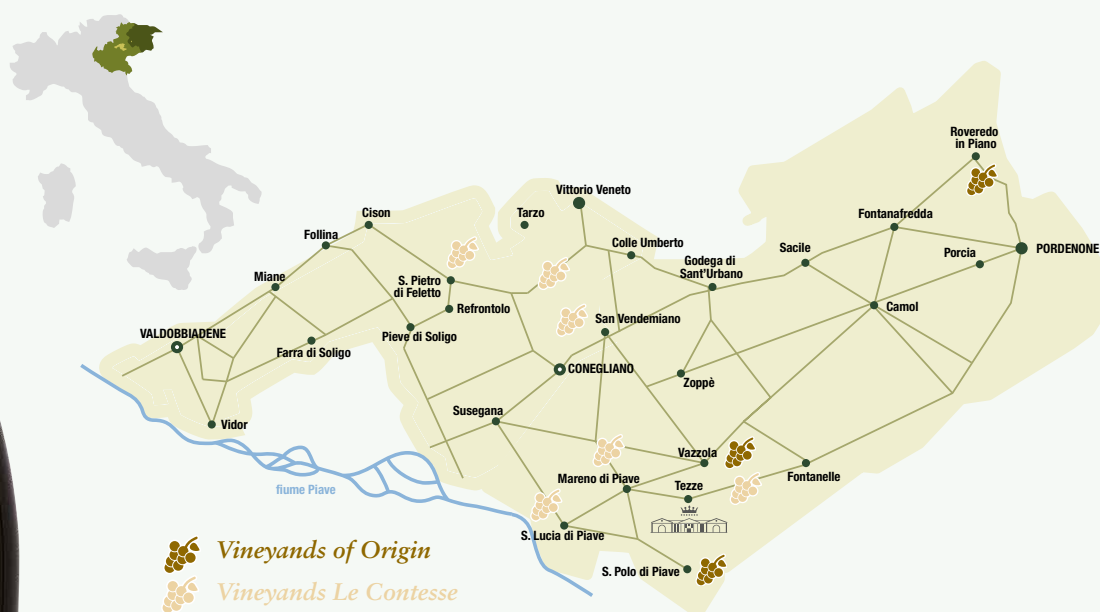 Roveredo
in Piano
Vittorio Veneto
Cison
Tarzo
Fontanafredda
Follina
Colle Umberto
Sacile
PORDENONE
Porcia
Godega di
Sant'Urbano
Miane
S. Pietro
di Feletto
Refrontolo
Camol
San Vendemiano
VALDOBBIADENE
Pieve di Soligo
Farra di Soligo
CONEGLIANO
Zoppè
Susegana
Vidor
Vazzola
Mareno di Piave
Tezze
Fontanelle
fiume Piave
S. Lucia di Piave
S. Polo di Piave
Vineyands of Origin
Vineyands Le Contesse